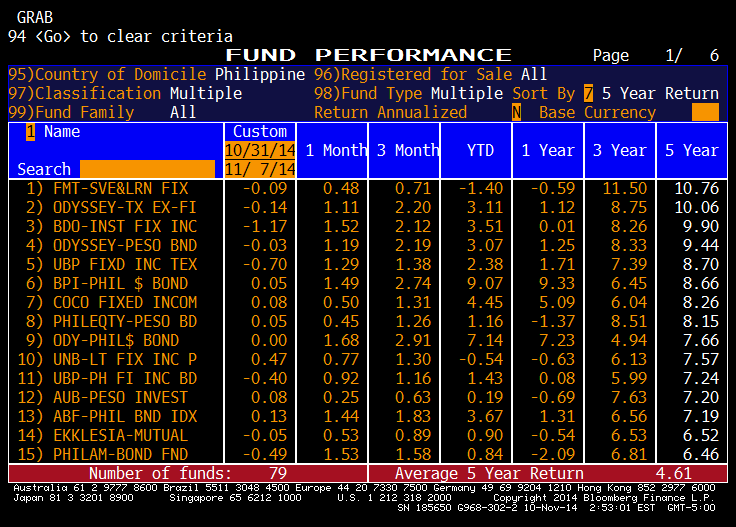 GRAB
94 <Go> to clear criteria
FUND PERFORMANCE Page 1/ 6
95)Country of Domicile Philippine 96)Registered for Sale All
97)Classification Multiple 98)Fund Type Multiple Sort By 7 5 Year Return
99)Fund Family All Return Annualized N Base Currency
1 Name Custom
10/31/14 1 Month 3 Month YTD 1 Year 3 Year 5 Year
Search 11/ 7/14
1) FMT-SVE&LRN FIX -0.09 0.48 0.71 -1.40 -0.59 11.50 10.76
2) ODYSSEY-TX EX-FI -0.14 1.11 2.20 3.11 1.12 8.75 10.06
3) BDO-INST FIX INC -1.17 1.52 2.12 3.51 0.01 8.26 9.90
4) ODYSSEY-PESO BND -0.03 1.19 2.19 3.07 1.25 8.33 9.44
5) UBP FIXD INC TEX -0.70 1.29 1.38 2.38 1.71 7.39 8.70
6) BPI-PHIL $ BOND 0.05 1.49 2.74 9.07 9.33 6.45 8.66
7) COCO FIXED INCOM 0.08 0.50 1.31 4.45 5.09 6.04 8.26
8) PHILEQTY-PESO BD 0.05 0.45 1.26 1.16 -1.37 8.51 8.15
9) ODY-PHIL$ BOND 0.00 1.68 2.91 7.14 7.23 4.94 7.66
10) UNB-LT FIX INC P 0.47 0.77 1.30 -0.54 -0.63 6.13 7.57
11) UBP-PH FI INC BD -0.40 0.92 1.16 1.43 0.08 5.99 7.24
12) AUB-PESO INVEST 0.08 0.25 0.63 0.19 -0.69 7.63 7.20
13) ABF-PHIL BND IDX 0.13 1.44 1.83 3.67 1.31 6.56 7.19
14) EKKLESIA-MUTUAL -0.05 0.53 0.89 0.90 0.54 6.53 6.52
15) PHILAM-BOND FND -0.49 1.53 1.58 0.84 -2.09 6.81 6.46
Number of funds: 79 Average 5 Year Return 4.61
Australia 61 2 9777 8600 Brazil 5511 3048 4500 Europe 44 20 7330 7500 Germany 49 69 9204 1210 Hong Kong 852 2977 6000
Japan 81 3 3201 8900 Singapore 65 6212 1000 U.S. 1 212 318 2000 Copyright 2014 Bloomberg Finance L.P.
SN 185650 G968-302-2 10-Nov-14 2:53:01 EST GMT-5:00